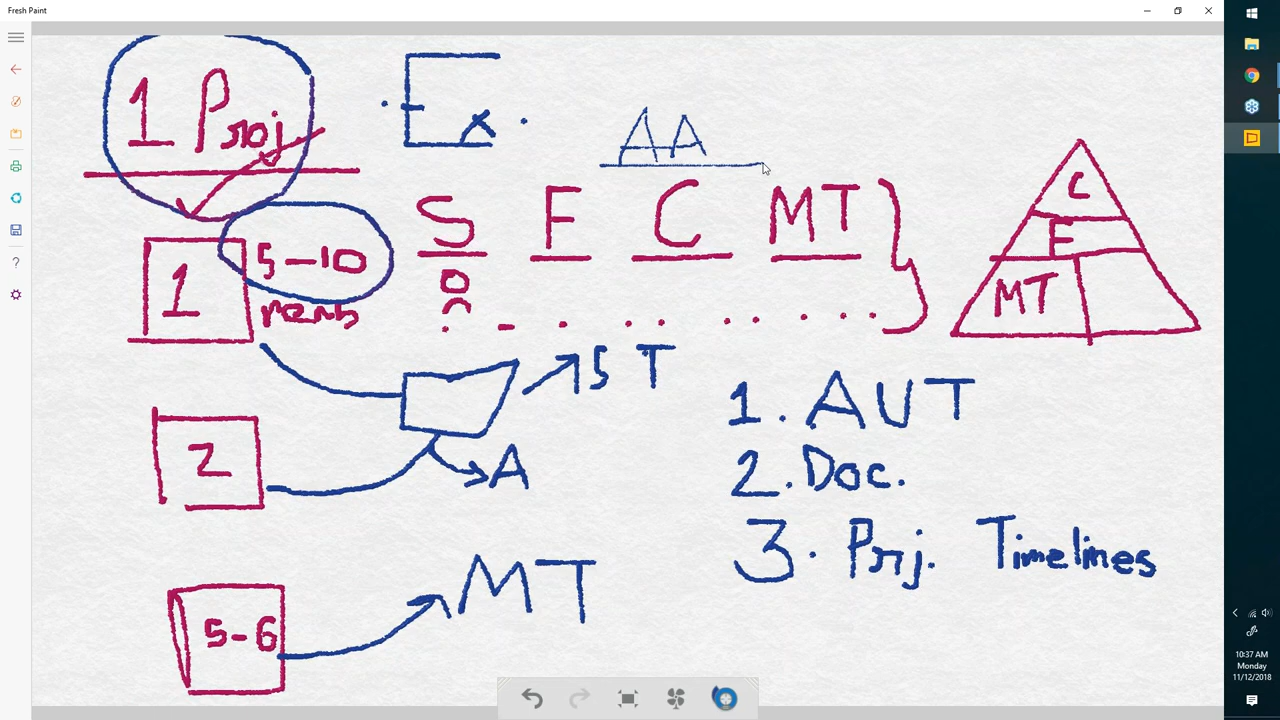 Fresh Paint
1 Proj
Ex
AA
S F C MT
C
F
MT
1
5-10
5 T
A
1. AUT
2
2. Doc.
3. Prj. Timelines
MT
5-6
10:37 AM
Monday
11/12/2018